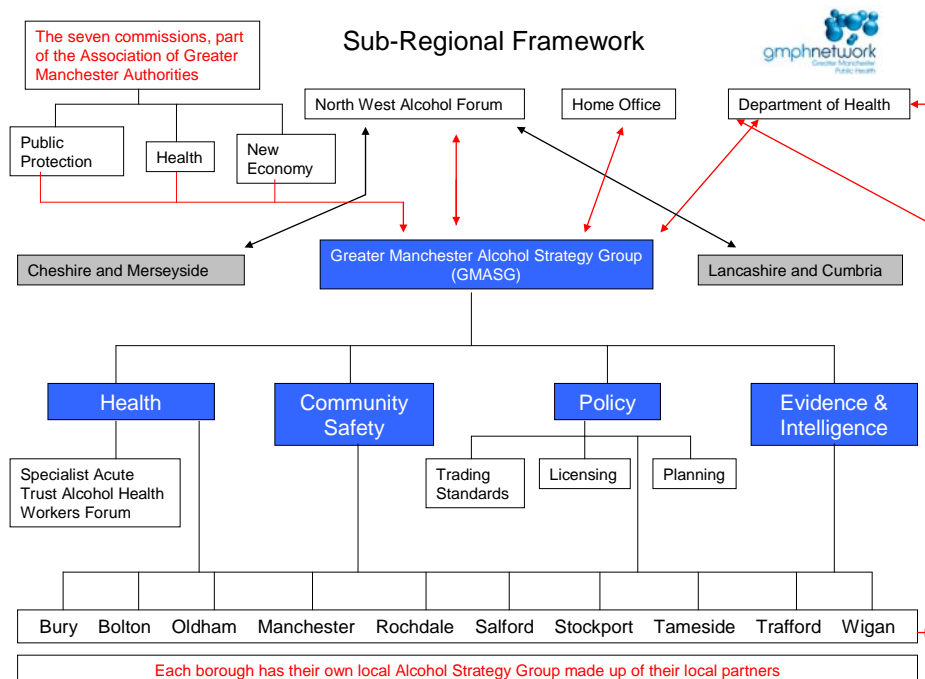 Sub-Regional Framework
gmphnetwork
Greater Manchester
Public Health
The seven commissions, part
of the Association of Greater
Manchester Authorities
North West Alcohol Forum
Home Office
Department of Health
Public
Protection
Health
New
Economy
Cheshire and Merseyside
Greater Manchester Alcohol Strategy Group
(GMASG)
Lancashire and Cumbria
Health
Community
Safety
Policy
Evidence &
Intelligence
Specialist Acute
Trust Alcohol Health
Workers Forum
Trading
Standards
Licensing
Planning
Bury Bolton Oldham Manchester Rochdale Salford Stockport Tameside Trafford Wigan
Each borough has their own local Alcohol Strategy Group made up of their local partners